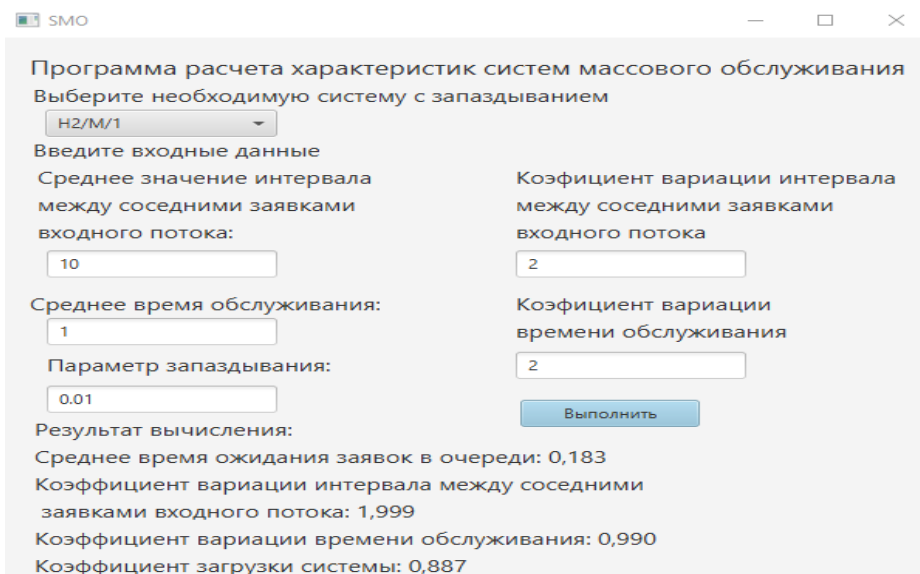 SMO
Программа расчета характеристик систем массового обслуживания
Выберите необходимую систему с запаздыванием
H2/M/1
Введите входные данные
Среднее значение интервала
между соседними заявками
входного потока:
10
Коэфициент вариации интервала
между соседними заявками
входного потока
2
Среднее время обслуживания:
1
Коэфициент вариации
времени обслуживания
2
Параметр запаздывания:
0.01
Выполнить
Результат вычисления:
Среднее время ожидания заявок в очереди: 0,183
Коэффициент вариации интервала между соседними
заявками входного потока: 1,999
Коэффициент вариации времени обслуживания: 0,990
Коэффициент загрузки системы: 0,887